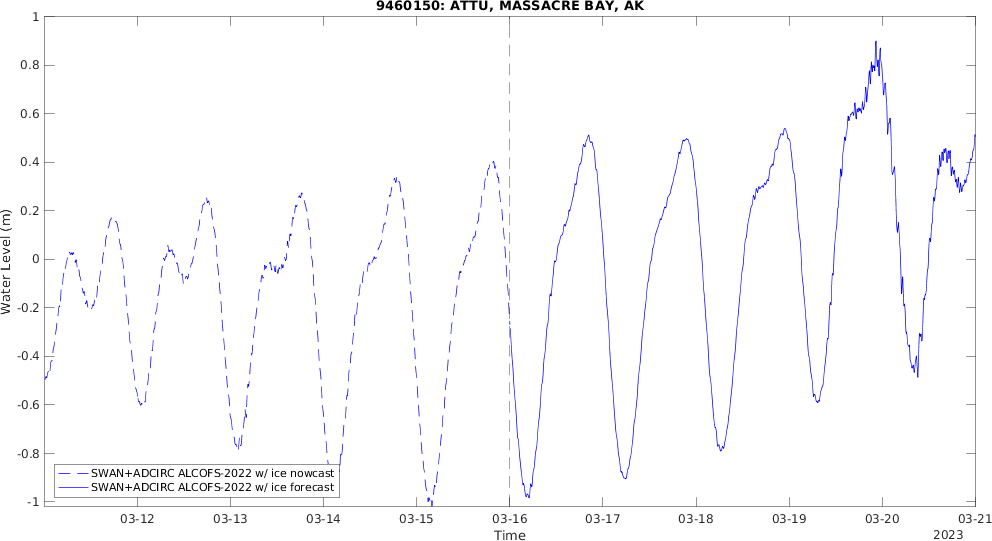 9460150: ATTU, MASSACRE BAY, AK
Water Level (m)
1
0.8
0.6
0.4
0.2
0
-0.2
-0.4
-0.6
-0.8
-1
SWAN+ADCIRC ALCOFS-2022 w/ ice nowcast
SWAN+ADCIRC ALCOFS-2022 w/ ice forecast
03-12 03-13 03-14 03-15 03-16 03-17 03-18 03-19 03-20 03-21
Time
2023